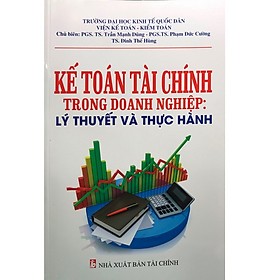 TRƯỜNG ĐẠI HỌC KINH TẾ QUỐC DÂN
VIỆN KẾ TOÁN - KIỂM TOÁN
Chủ biên: PGS. TS. Trần Mạnh Dũng - PGS.TS. Phạm Đức Cường
TS. Đinh Thế Hùng
KẾ TOÁN TÀI CHÍNH
TRONG DOANH NGHIỆP:
LÝ THUYẾT VÀ THỰC HÀNH
NHÀ XUẤT BẢN TÀI CHÍNH